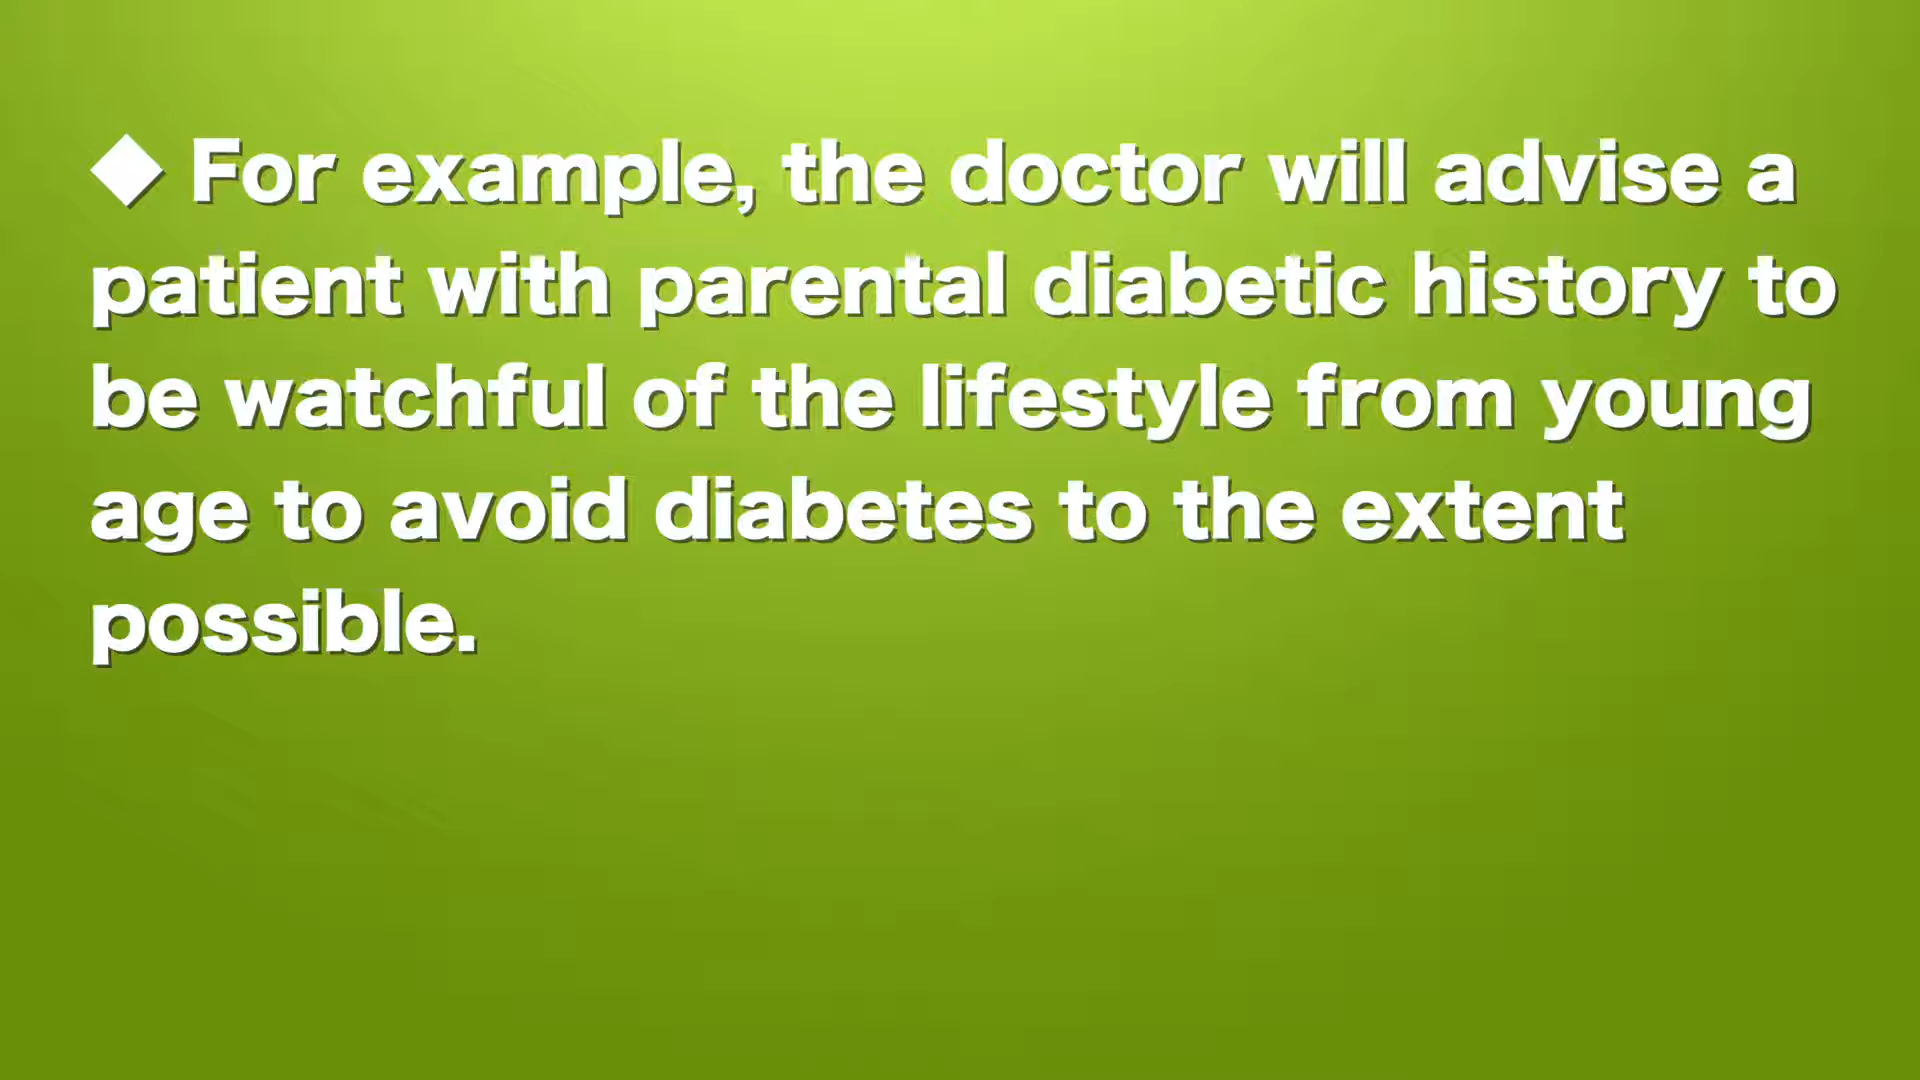 ◆ For example, the doctor will advise a
patient with parental diabetic history to
be watchful of the lifestyle from young
age to avoid diabetes to the extent
possible.